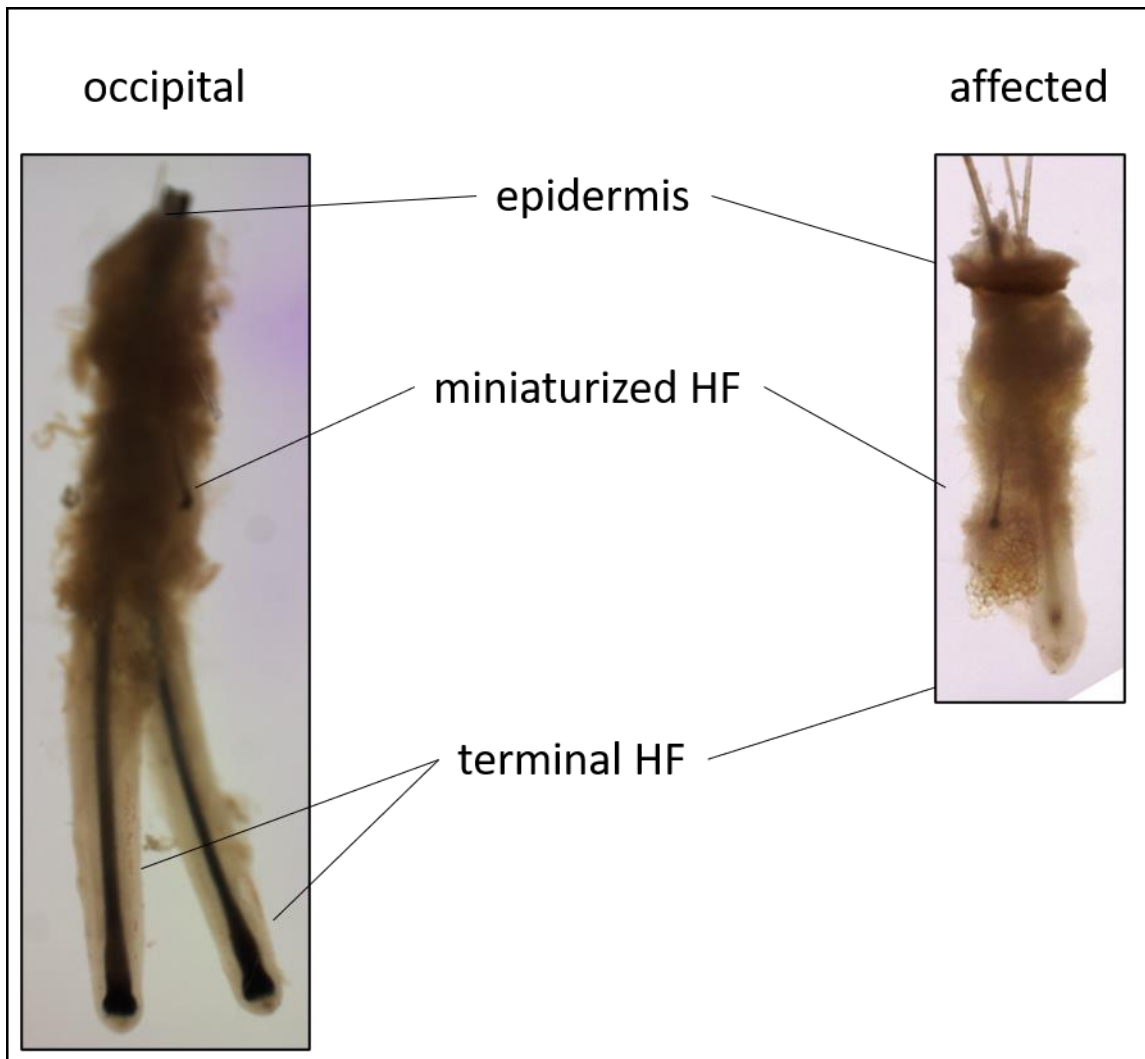 occipital
affected
epidermis
miniaturized HF
terminal HF